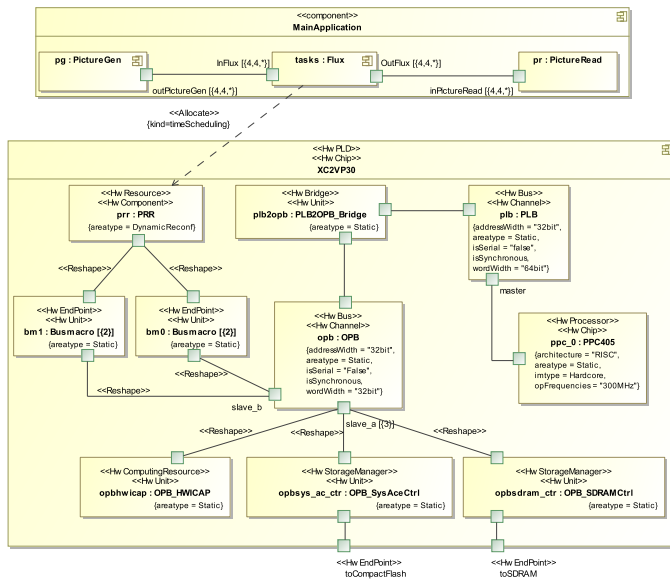 <<component>>
MainApplication
pg : PictureGen
InFlux [{4,4,*}]
tasks : Flux
OutFlux [{4,4,*}]
pr : PictureRead
outPictureGen [{4,4,*}]
inPictureRead [{4,4,*}]
<<Allocate>>
{kind=timeScheduling}
<<Hw PLD>>
<<Hw Chip>>
XC2VP30
<<Hw Resource>>
<<Hw Component>>
prr : PRR
{areatype = DynamicReconf}
<<Hw Bridge>>
<<Hw Unit>>
plb2opb : PLB2OPB_Bridge
{areatype = Static}
<<Hw Bus>>
<<Hw Channel>>
plb : PLB
{addressWidth = "32bit",
areatype = Static,
isSerial = "false",
isSynchronous,
wordWidth = "64bit"}
master
<<Reshape>>
<<Reshape>>
<<Hw EndPoint>>
<<Hw Unit>>
bm1 : Busmacro [{2}]
{areatype = Static}
<<Hw EndPoint>>
<<Hw Unit>>
bm0 : Busmacro [{2}]
{areatype = Static}
<<Hw Bus>>
<<Hw Channel>>
opb : OPB
{addressWidth = "32bit",
areatype = Static,
isSerial = "False",
isSynchronous,
wordWidth = "32bit"}
<<Hw Processor>>
<<Hw Chip>>
ppc_0 : PPC405
{architecture = "RISC",
areatype = Static,
imtype = Hardcore,
opFrequencies = "300MHz"}
<<Reshape>>
<<Reshape>>
slave_b
slave_a [{3}]
<<Reshape>>
<<Reshape>>
<<Reshape>>
<<Hw ComputingResource>>
<<Hw Unit>>
opbhwicap : OPB_HWICAP
{areatype = Static}
<<Hw StorageManager>>
<<Hw Unit>>
opbsys_ac_ctr : OPB_SysAceCtrl
{areatype = Static}
<<Hw StorageManager>>
<<Hw Unit>>
opbsdram_ctr : OPB_SDRAMCtrl
{areatype = Static}
<<Hw EndPoint>>
toCompactFlash
<<Hw EndPoint>>
toSDRAM